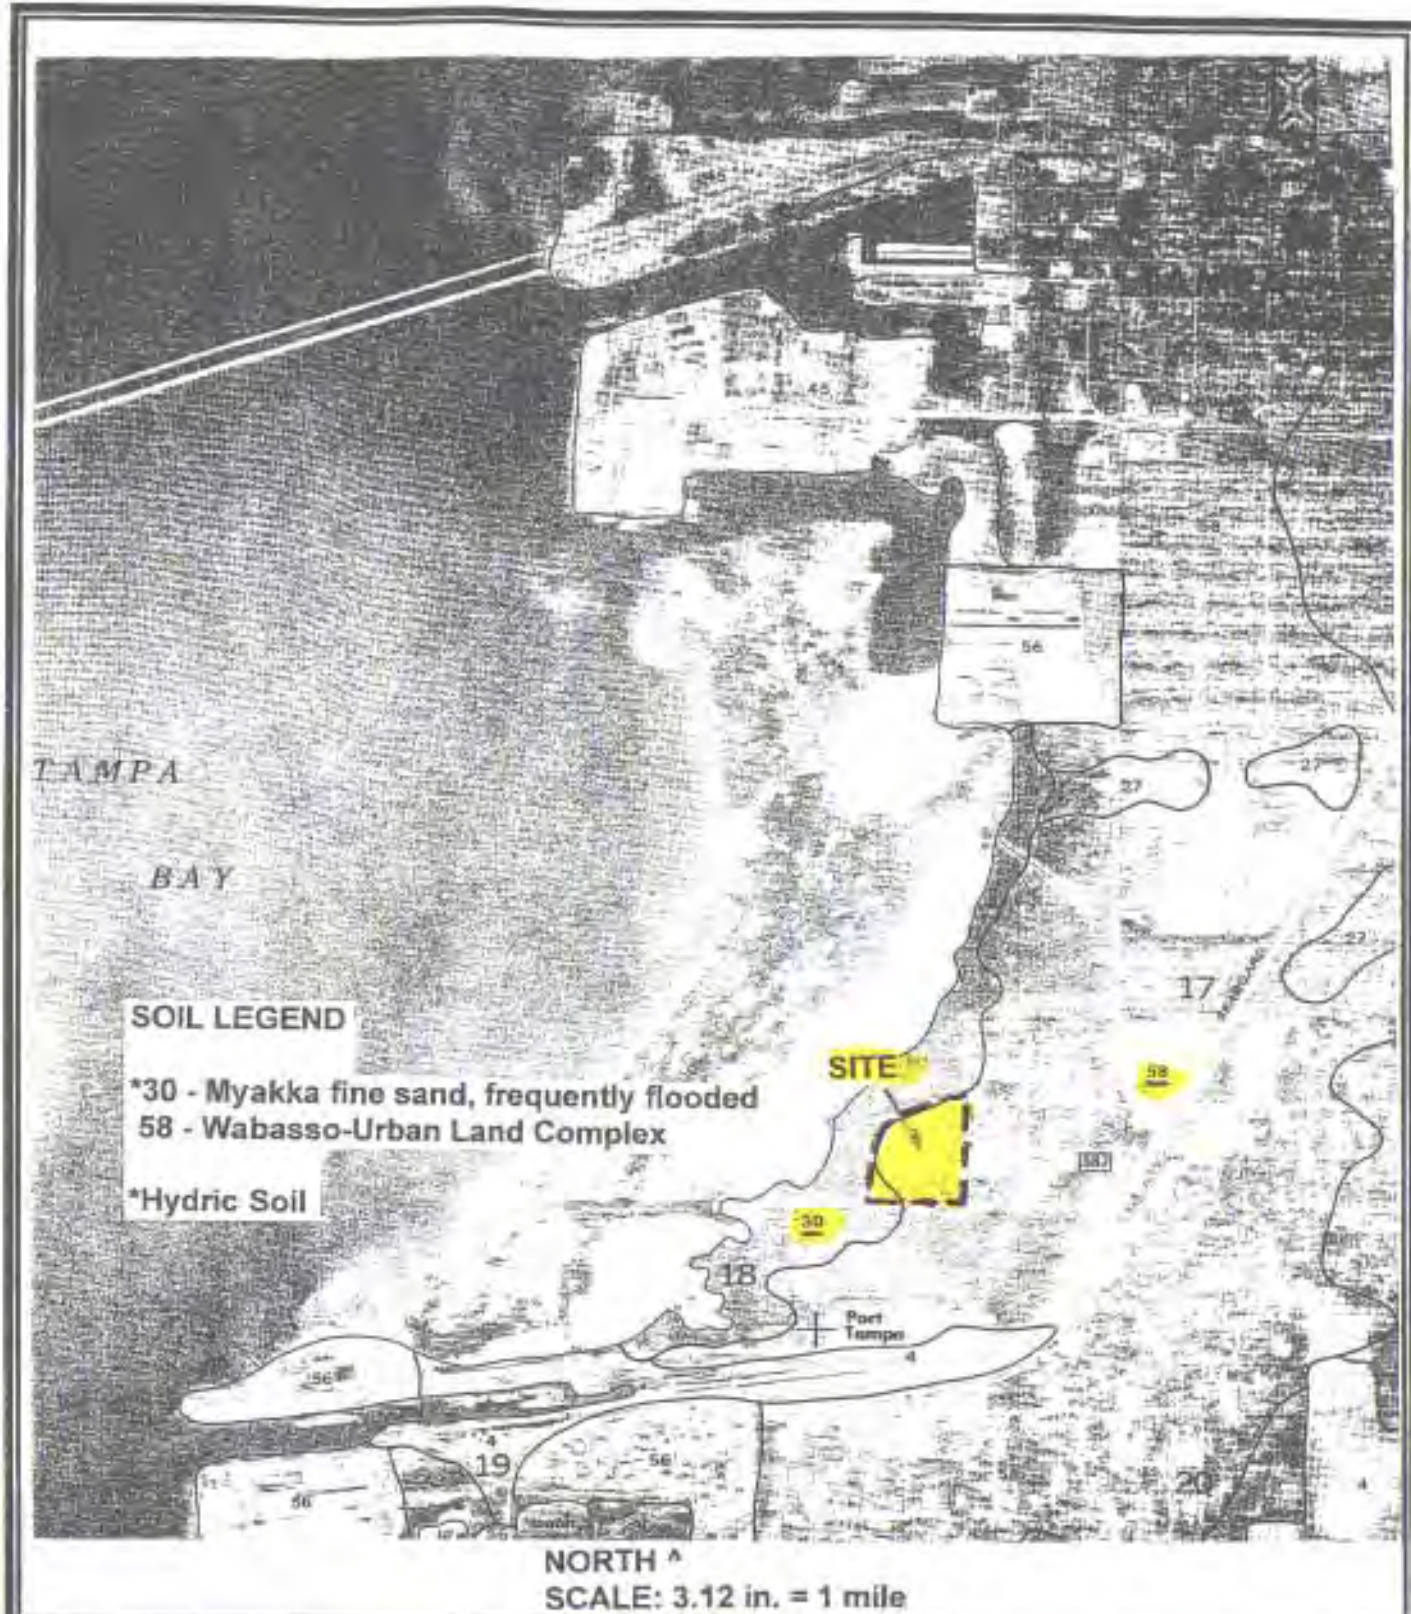 45
56
TAMPA
27
27
BAY
27
17
SOIL LEGEND
*30 - Myakka fine sand, frequently flooded
58 - Wabasso-Urban Land Complex
*Hydric Soil
SITE
58
30
18
Port
Tampa
4
56
4
19
56
56
20
4
NORTH ^
SCALE: 3.12 in. = 1 mile